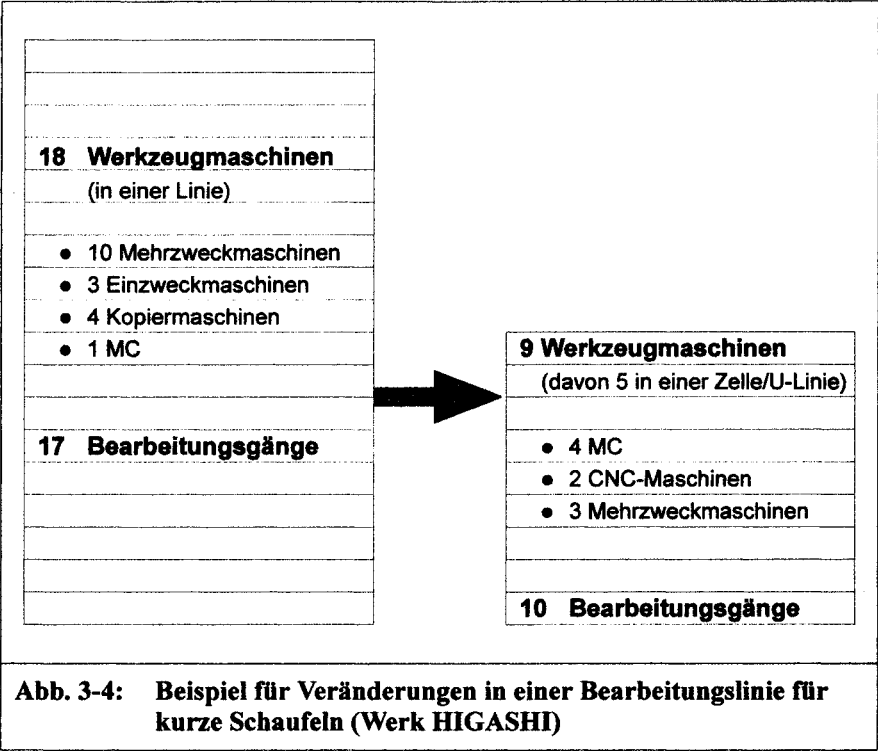 18 Werkzeugmaschinen
(in einer Linie)
• 10 Mehrzweckmaschinen
• 3 Einzweckmaschinen
• 4 Kopiermaschinen
• 1 MC
17 Bearbeitungsgänge
9 Werkzeugmaschinen
(davon 5 in einer Zelle/U-Linie)
• 4 MC
• 2 CNC-Maschinen
• 3 Mehrzweckmaschinen
10 Bearbeitungsgänge
Abb. 3-4: Beispiel für Veränderungen in einer Bearbeitungslinie für
kurze Schaufeln (Werk HIGASHI)